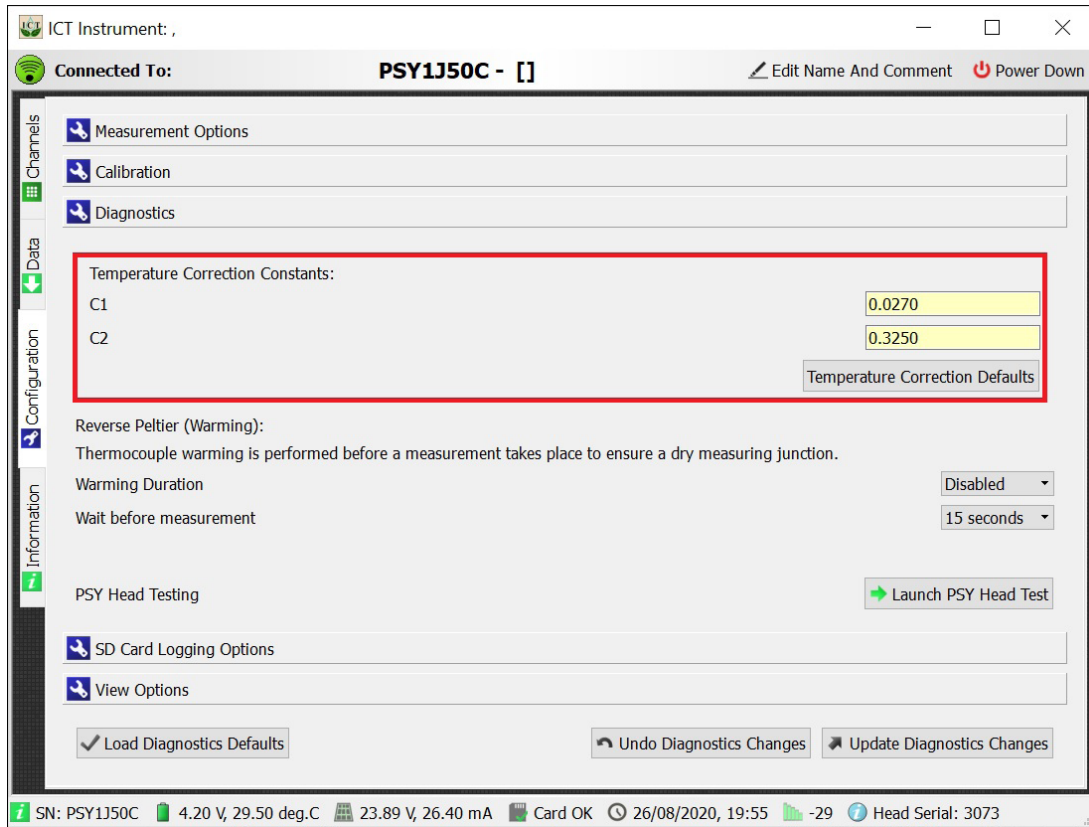 ICT Instrument: ,
Connected To: PSY1J50C - [] Edit Name And Comment Power Down
Channels
Data
Configuration
Information
Measurement Options
Calibration
Diagnostics
Temperature Correction Constants:
C1 0.0270
C2 0.3250
Temperature Correction Defaults
Reverse Peltier (Warming):
Thermocouple warming is performed before a measurement takes place to ensure a dry measuring junction.
Warming Duration Disabled
Wait before measurement 15 seconds
PSY Head Testing Launch PSY Head Test
SD Card Logging Options
View Options
Load Diagnostics Defaults Undo Diagnostics Changes Update Diagnostics Changes
SN: PSY1J50C 4.20 V, 29.50 deg.C 23.89 V, 26.40 mA Card OK 26/08/2020, 19:55 -29 Head Serial: 3073